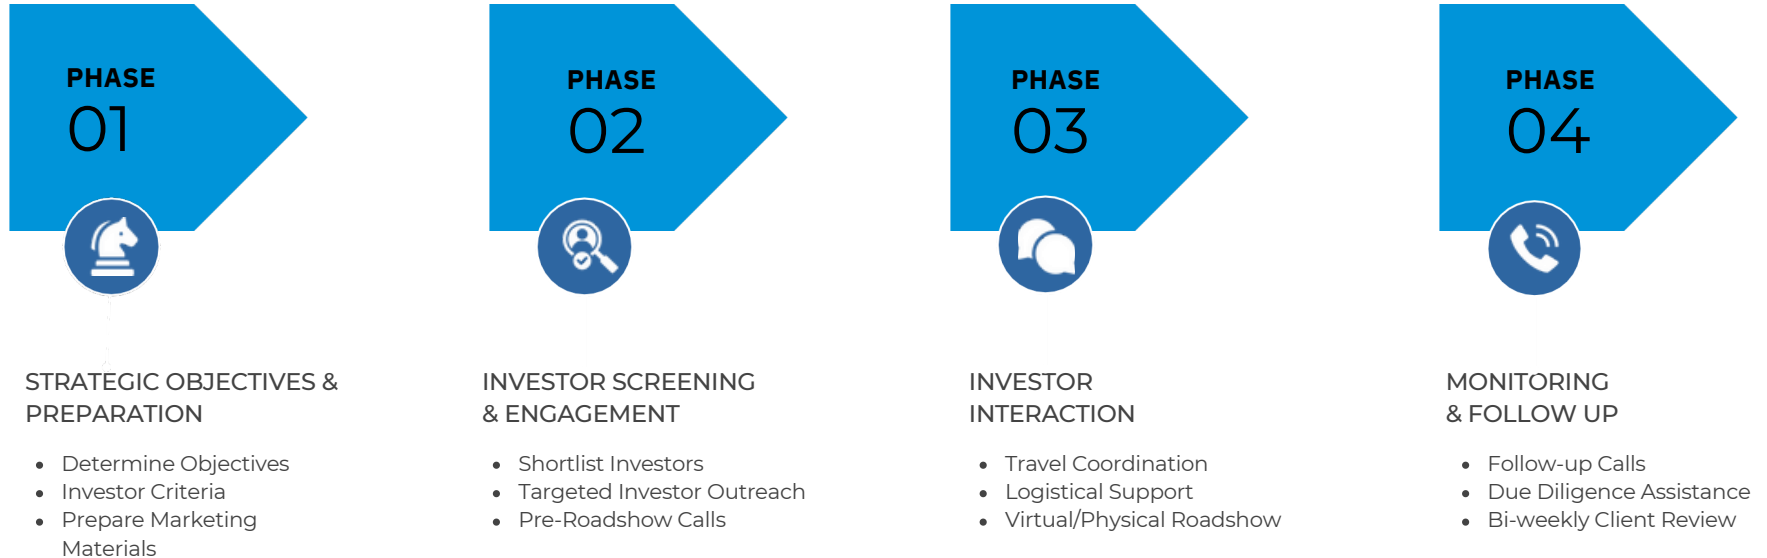 PHASE
01
STRATEGIC OBJECTIVES &
PREPARATION
• Determine Objectives
• Investor Criteria
• Prepare Marketing
Materials
PHASE
02
INVESTOR SCREENING
& ENGAGEMENT
• Shortlist Investors
• Targeted Investor Outreach
• Pre-Roadshow Calls
PHASE
03
INVESTOR
INTERACTION
• Travel Coordination
• Logistical Support
• Virtual/Physical Roadshow
PHASE
04
MONITORING
& FOLLOW UP
• Follow-up Calls
• Due Diligence Assistance
• Bi-weekly Client Review